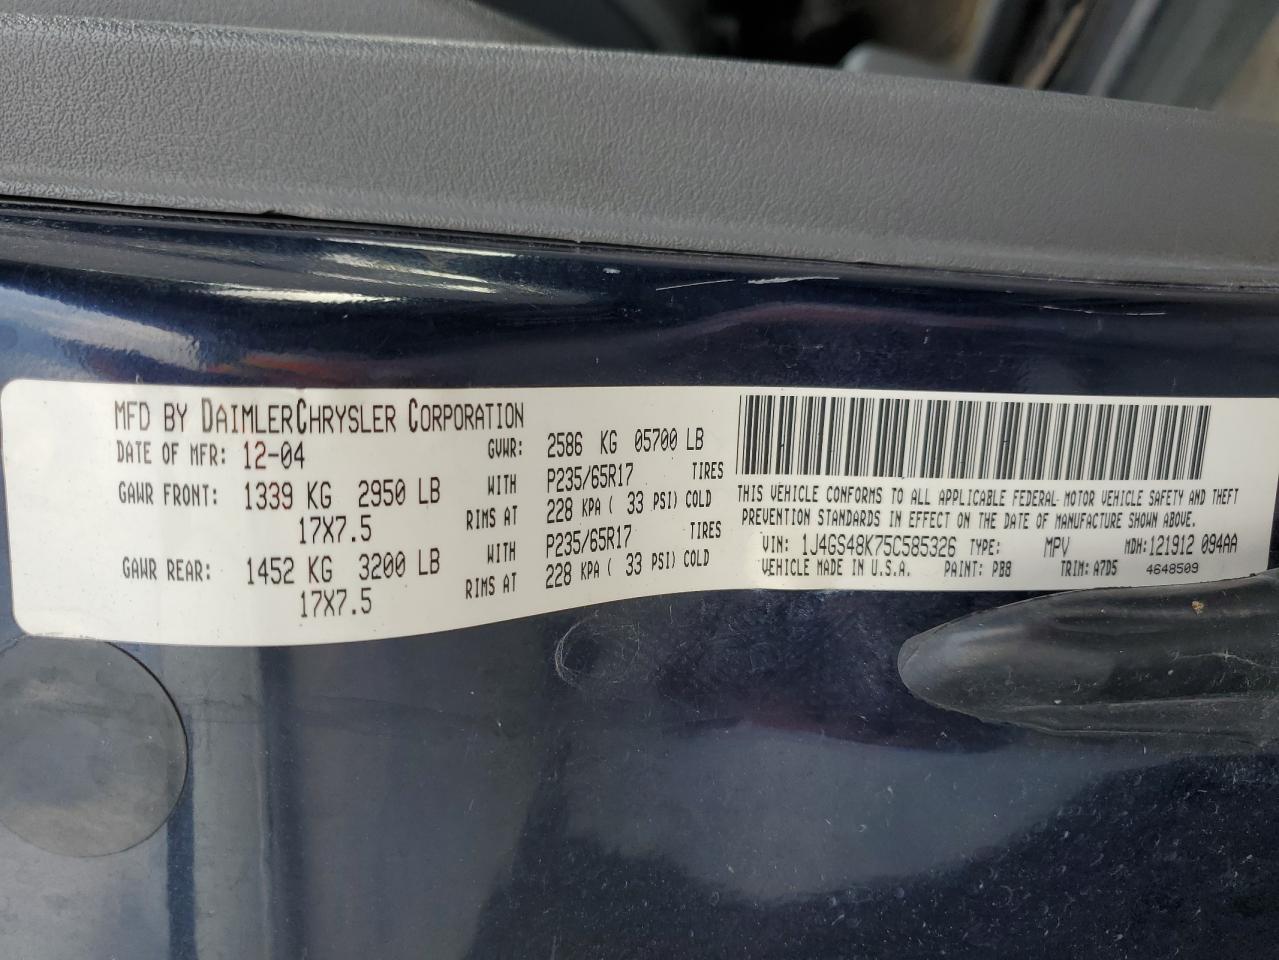 MFD BY DAIMLERCHRYSLER CORPORATION
DATE OF MFR: 12-04 GVWR: 2586 KG 05700 LB
GAWR FRONT: 1339 KG 2950 LB WITH P235/65R17 TIRES
17X7.5 RIMS AT 228 KPA ( 33 PSI) COLD
GAWR REAR: 1452 KG 3200 LB WITH P235/65R17 TIRES
17X7.5 RIMS AT 228 KPA ( 33 PSI) COLD
THIS VEHICLE CONFORMS TO ALL APPLICABLE FEDERAL MOTOR VEHICLE SAFETY AND THEFT
PREVENTION STANDARDS IN EFFECT ON THE DATE OF MANUFACTURE SHOWN ABOVE.
VIN: 1J4GS48K75C585326 TYPE: MPV MDH:121912 094AA
VEHICLE MADE IN U.S.A. PAINT: PB8 TRIM: A7D5 4648509